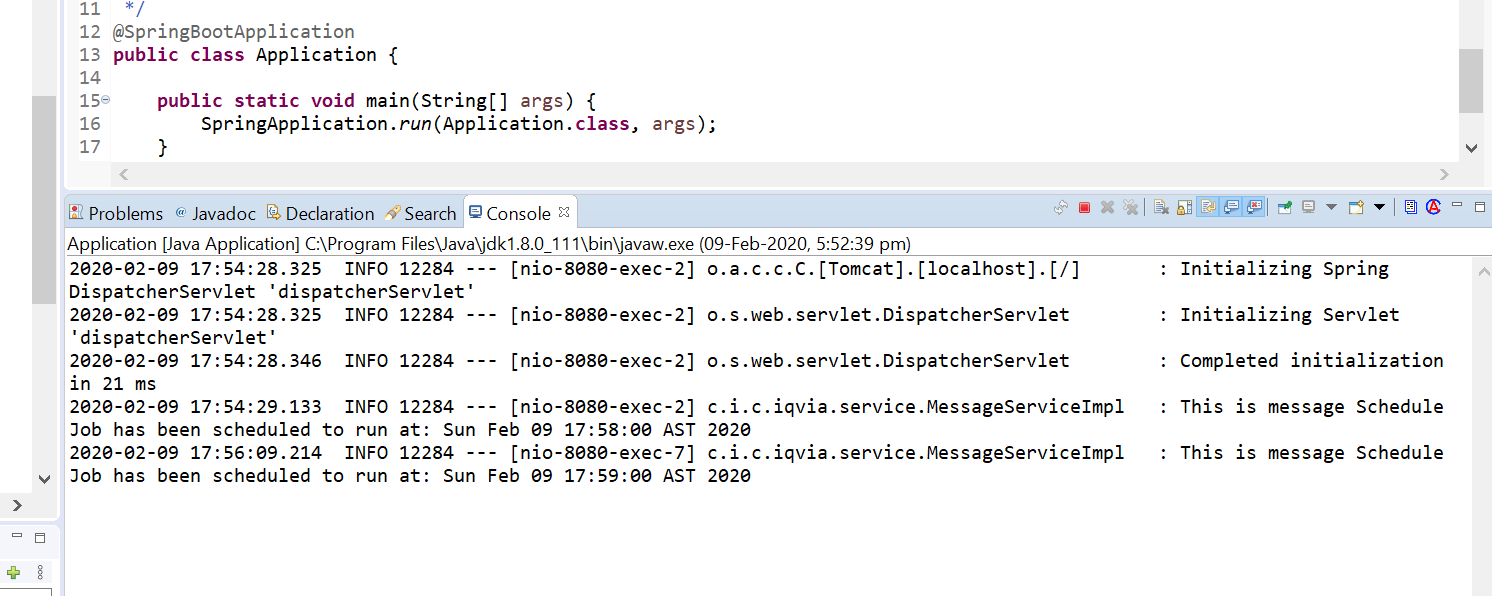 11  */
12 @SpringBootApplication
13 public class Application {
14
15     public static void main(String[] args) {
16         SpringApplication.run(Application.class, args);
17     }
Problems @ Javadoc Declaration Search Console
Application [Java Application] C:\Program Files\Java\jdk1.8.0_111\bin\javaw.exe (09-Feb-2020, 5:52:39 pm)
2020-02-09 17:54:28.325  INFO 12284 --- [nio-8080-exec-2] o.a.c.c.C.[Tomcat].[localhost].[/]       : Initializing Spring
DispatcherServlet 'dispatcherServlet'
2020-02-09 17:54:28.325  INFO 12284 --- [nio-8080-exec-2] o.s.web.servlet.DispatcherServlet        : Initializing Servlet
'dispatcherServlet'
2020-02-09 17:54:28.346  INFO 12284 --- [nio-8080-exec-2] o.s.web.servlet.DispatcherServlet        : Completed initialization
in 21 ms
2020-02-09 17:54:29.133  INFO 12284 --- [nio-8080-exec-2] c.i.c.iqvia.service.MessageServiceImpl   : This is message Schedule
Job has been scheduled to run at: Sun Feb 09 17:58:00 AST 2020
2020-02-09 17:56:09.214  INFO 12284 --- [nio-8080-exec-7] c.i.c.iqvia.service.MessageServiceImpl   : This is message Schedule
Job has been scheduled to run at: Sun Feb 09 17:59:00 AST 2020